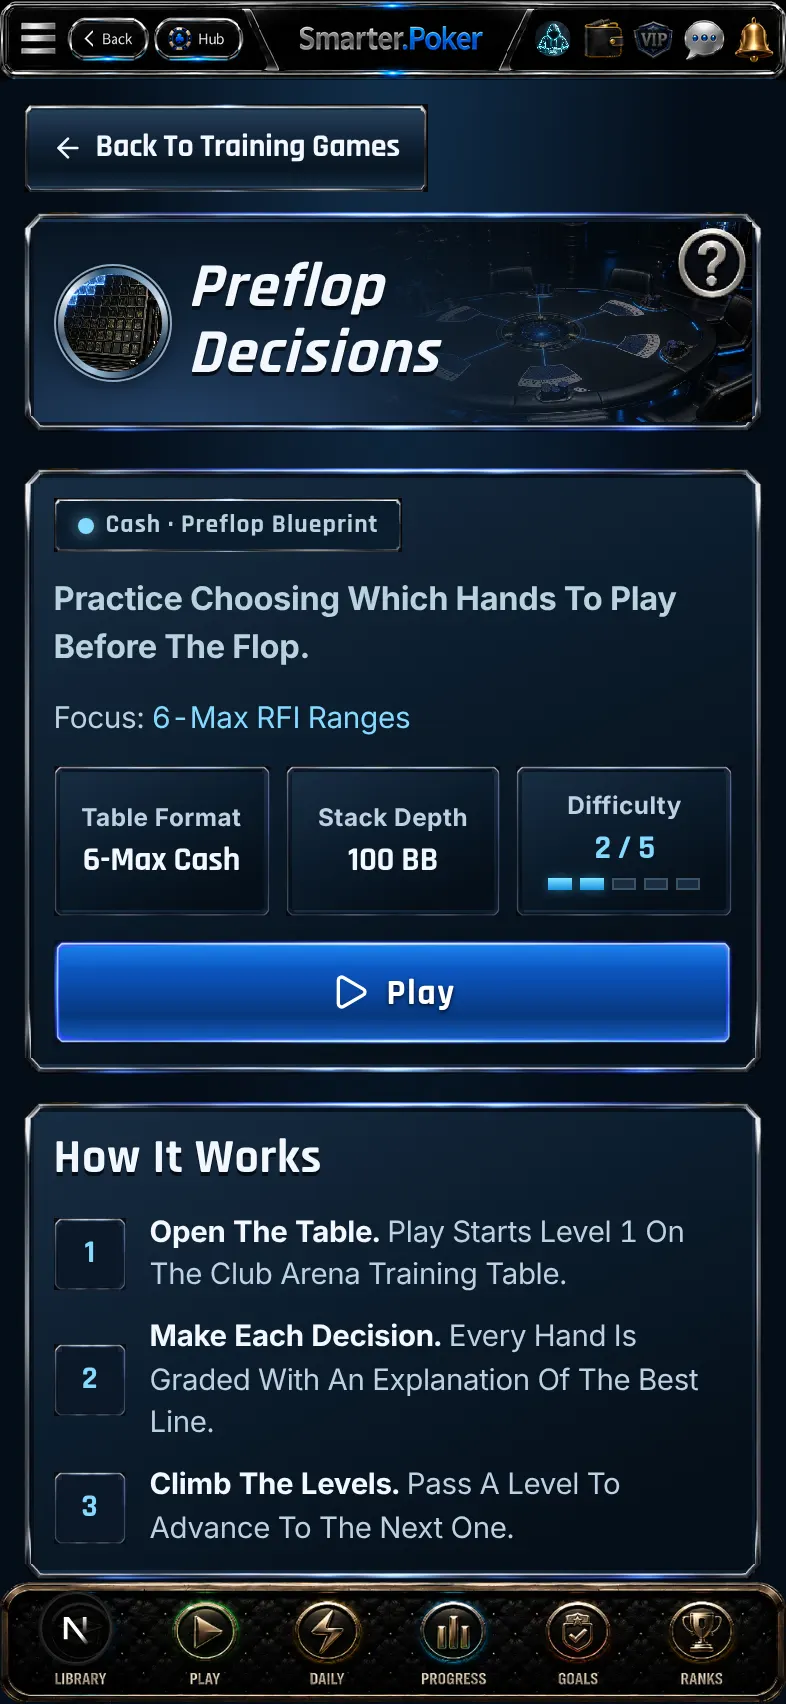 Back
Hub
Smarter.Poker
VIP
Back To Training Games
?
Preflop
Decisions
Cash · Preflop Blueprint
Practice Choosing Which Hands To Play
Before The Flop.
Focus: 6-Max RFI Ranges
Table Format
6-Max Cash
Stack Depth
100 BB
Difficulty
2 / 5
Play
How It Works
1
Open The Table. Play Starts Level 1 On
The Club Arena Training Table.
2
Make Each Decision. Every Hand Is
Graded With An Explanation Of The Best
Line.
3
Climb The Levels. Pass A Level To
Advance To The Next One.
N
LIBRARY
PLAY
DAILY
PROGRESS
GOALS
RANKS